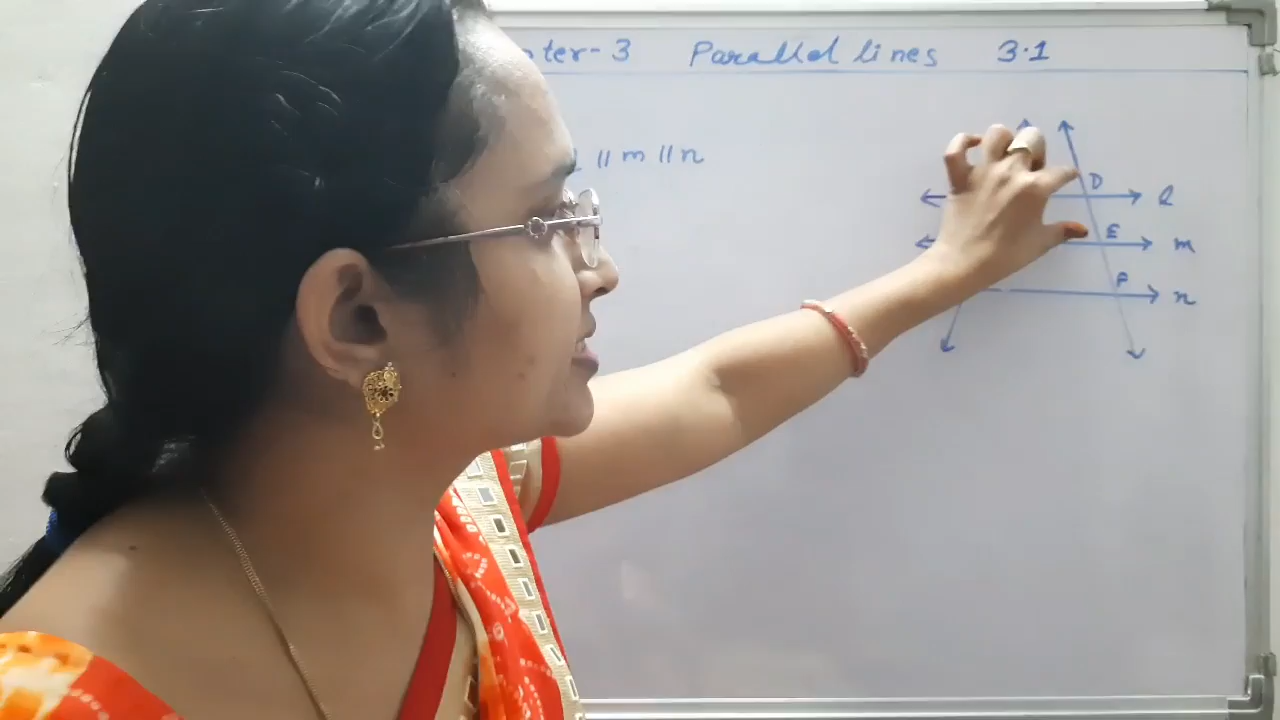 ter-3 Parallel lines 3.1
l || m || n
D
l
E
m
F
n